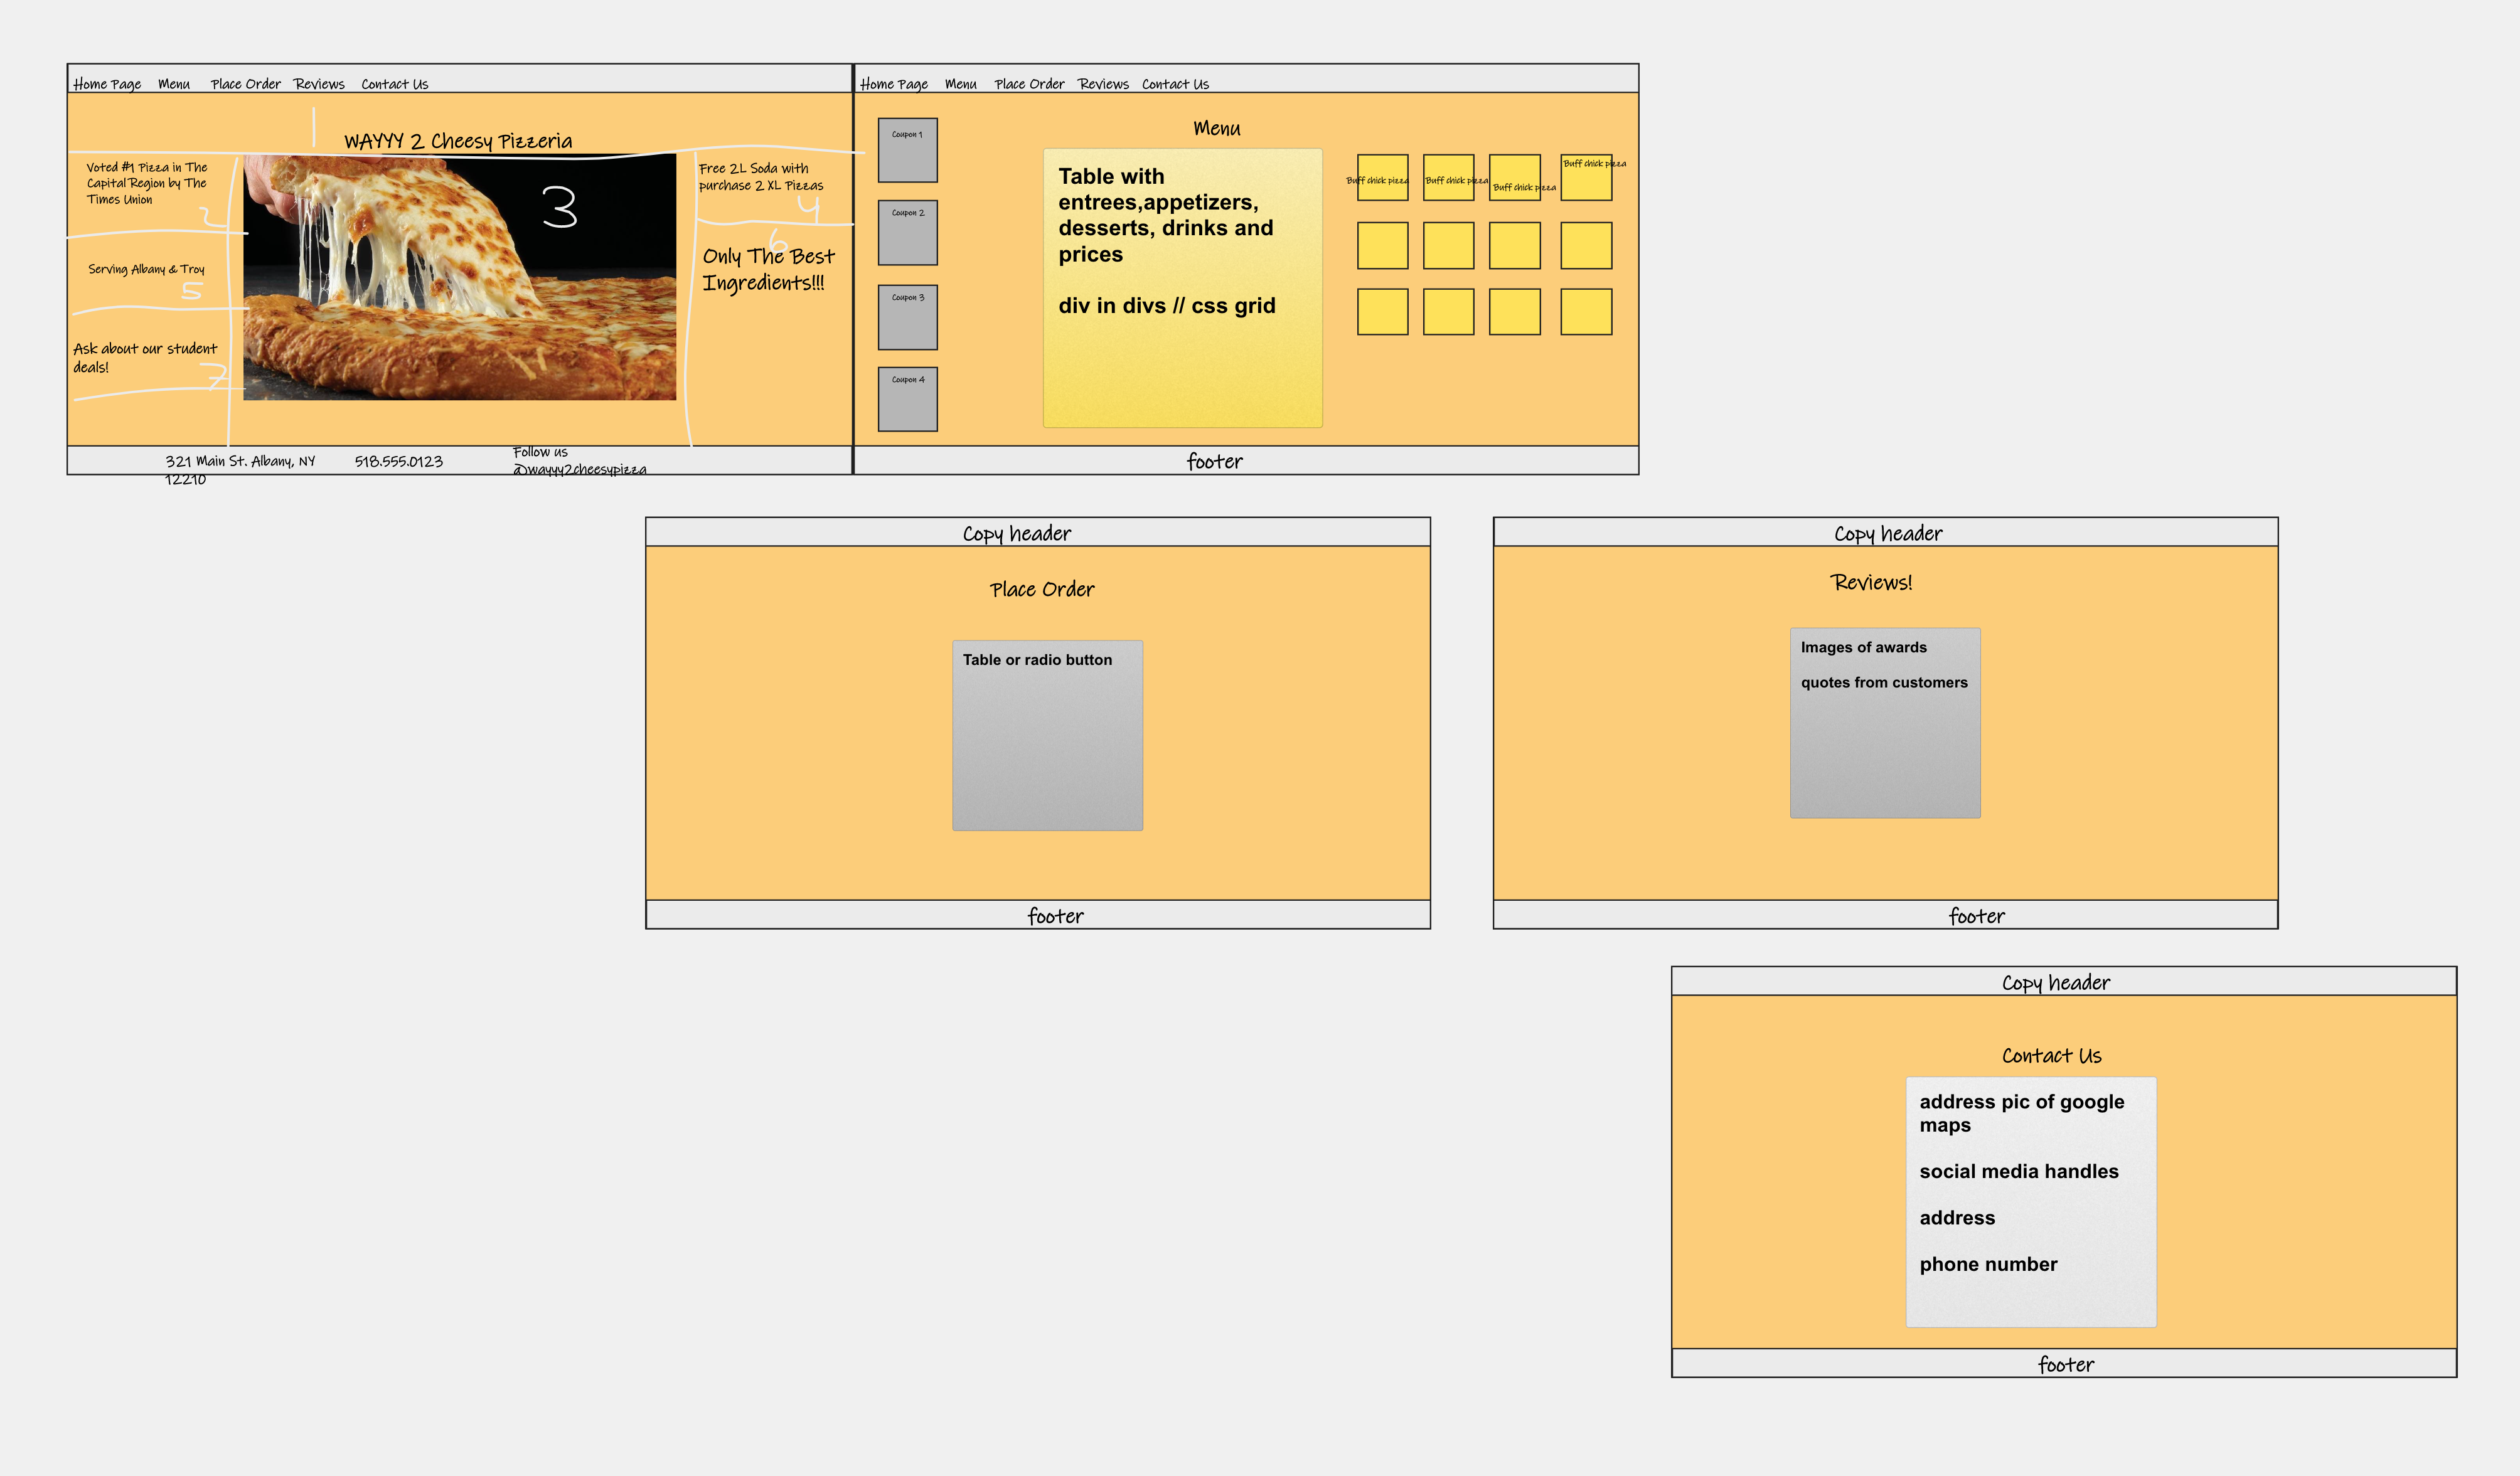 Home Page Menu Place Order Reviews Contact Us
1
WAYYY 2 Cheesy Pizzeria
Voted #1 Pizza in The
Capital Region by The
Times Union
2
Serving Albany & Troy
5
Ask about our student
deals!
7
3
Free 2L Soda with
purchase 2 XL Pizzas
4
6
Only The Best
Ingredients!!!
321 Main St. Albany, NY
12210
518.555.0123
Follow us
@wayyy2cheesypizza
Home Page Menu Place Order Reviews Contact Us
Coupon 1
Coupon 2
Coupon 3
Coupon 4
Menu
Table with
entrees,appetizers,
desserts, drinks and
prices
div in divs // css grid
Buff chick pizza
Buff chick pizza
Buff chick pizza
Buff chick pizza
footer
Copy header
Place Order
Table or radio button
footer
Copy header
Reviews!
Images of awards
quotes from customers
footer
Copy header
Contact Us
address pic of google
maps
social media handles
address
phone number
footer